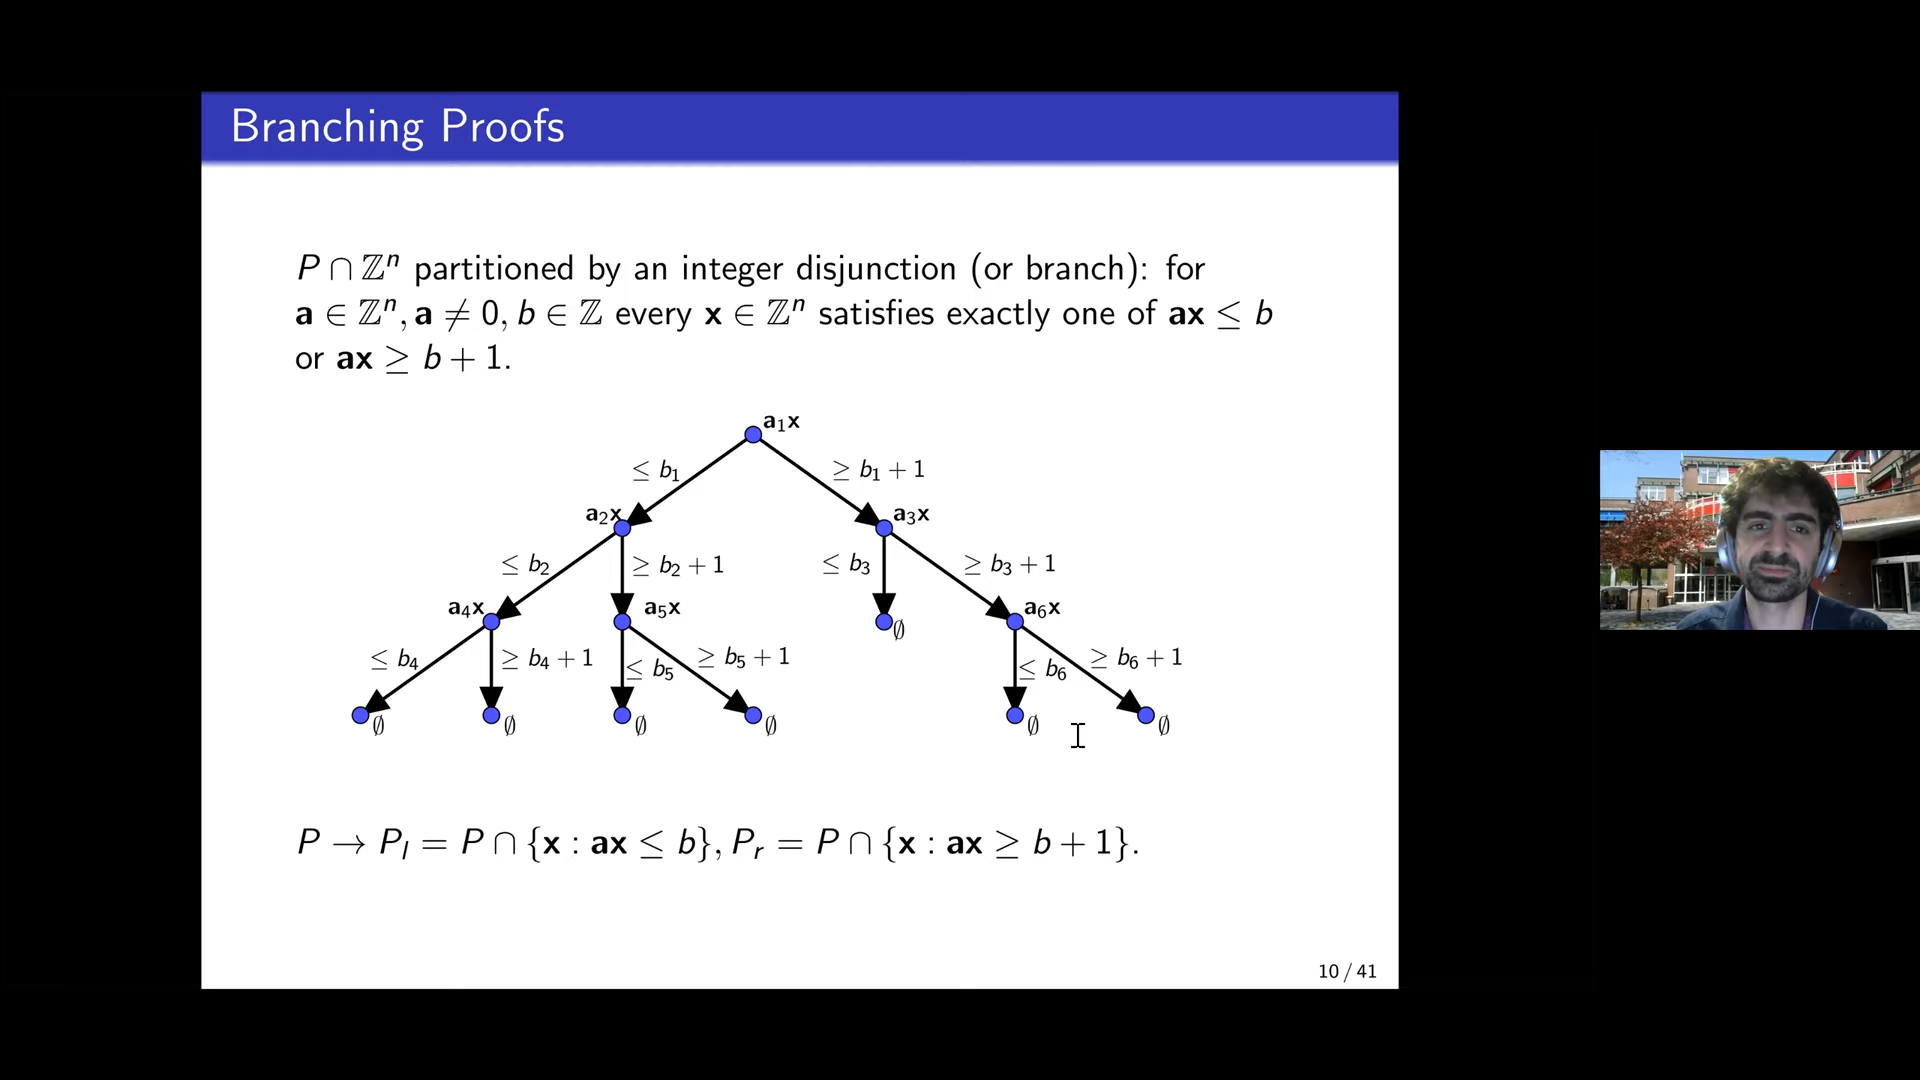 Branching Proofs
P ∩ ℤⁿ partitioned by an integer disjunction (or branch): for
a ∈ ℤⁿ, a ≠ 0, b ∈ ℤ every x ∈ ℤⁿ satisfies exactly one of ax ≤ b
or ax ≥ b + 1.
a₁x
≤ b₁ ≥ b₁ + 1
a₂x a₃x
≤ b₂ ≥ b₂ + 1 ≤ b₃ ≥ b₃ + 1
a₄x a₅x ∅ a₆x
≤ b₄ ≥ b₄ + 1 ≤ b₅ ≥ b₅ + 1 ≤ b₆ ≥ b₆ + 1
∅ ∅ ∅ ∅ ∅ ∅
P → Pₗ = P ∩ {x : ax ≤ b}, Pᵣ = P ∩ {x : ax ≥ b + 1}.
10 / 41